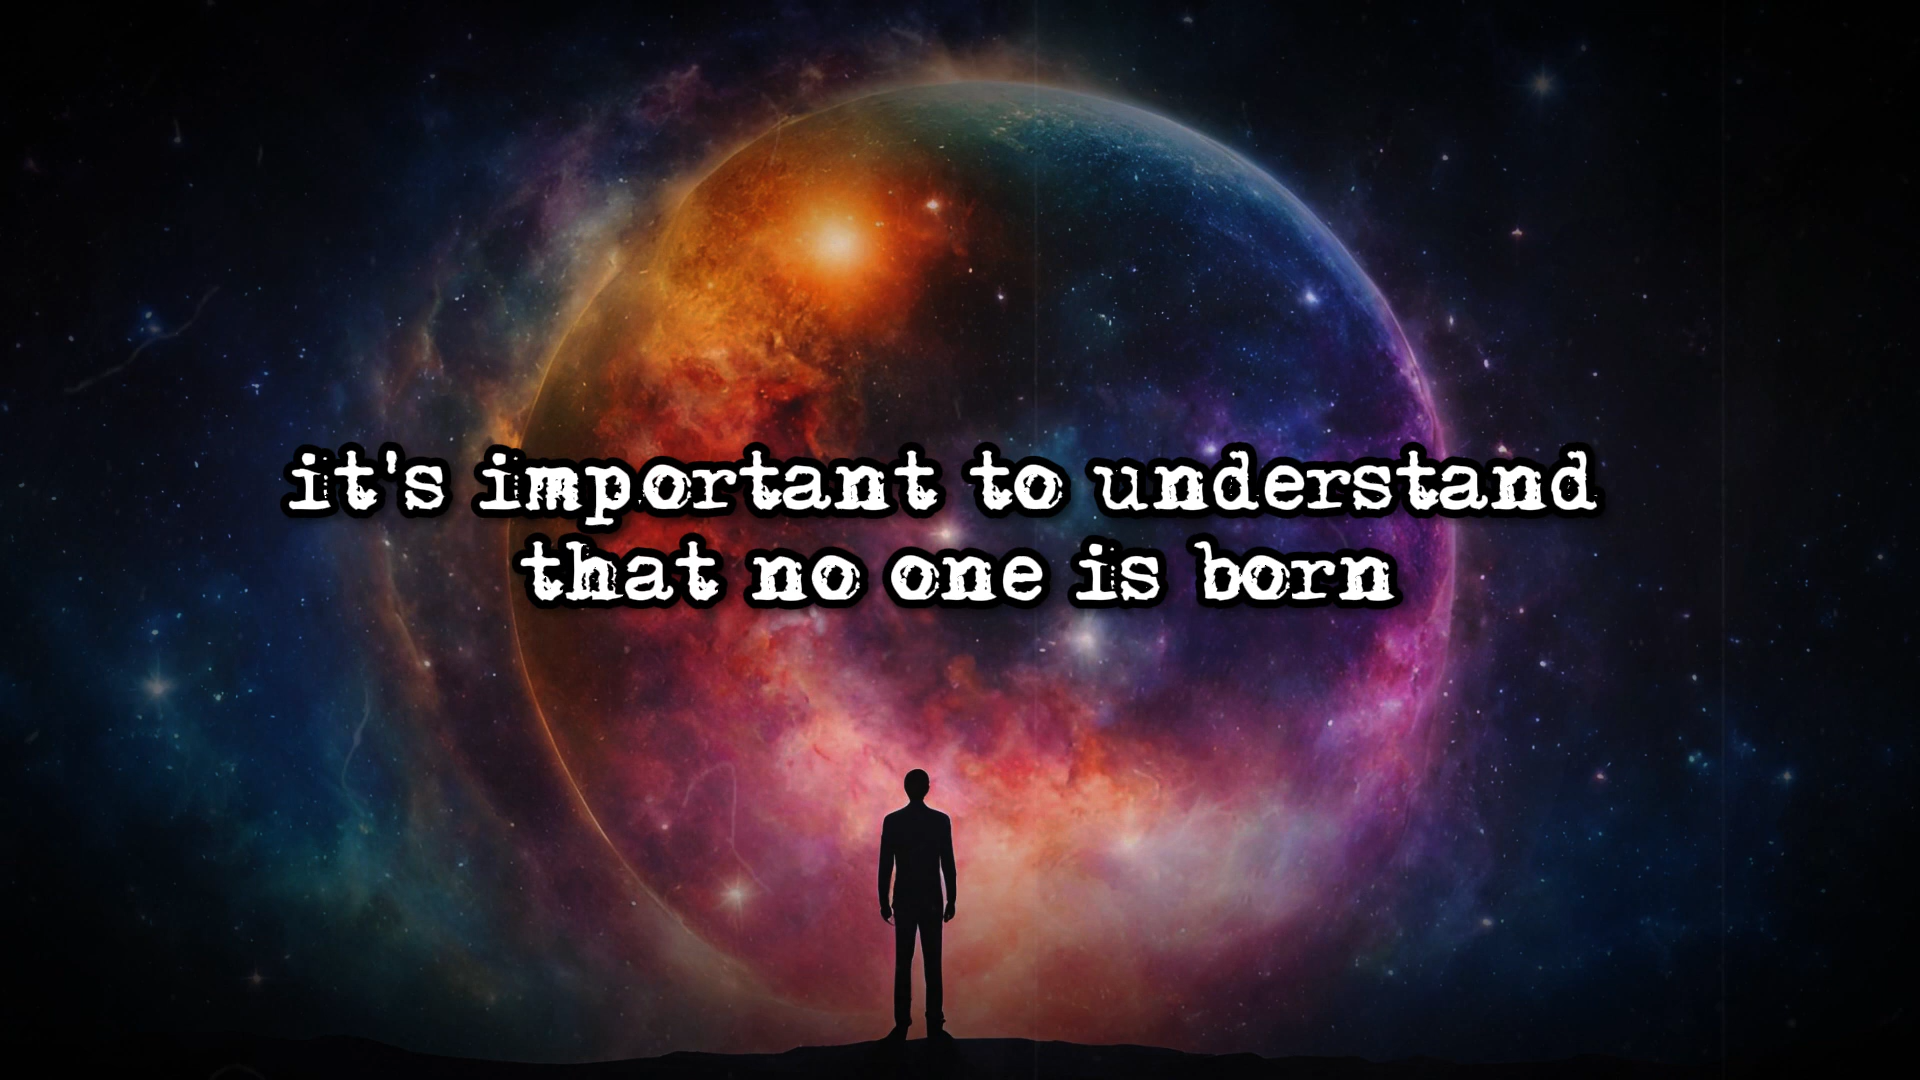 it's important to understand
that no one is born